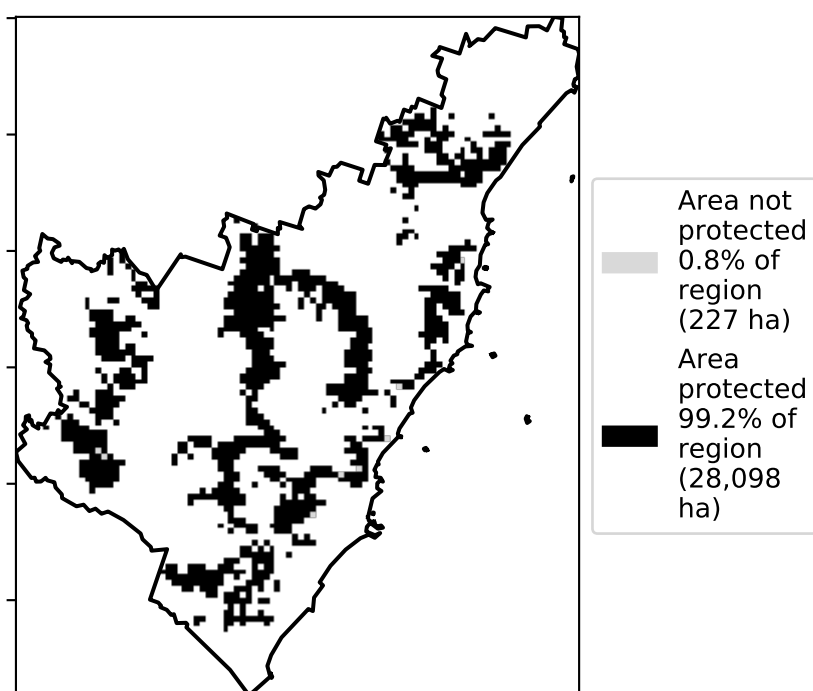 Area not
protected
0.8% of
region
(227 ha)
Area
protected
99.2% of
region
(28,098
ha)